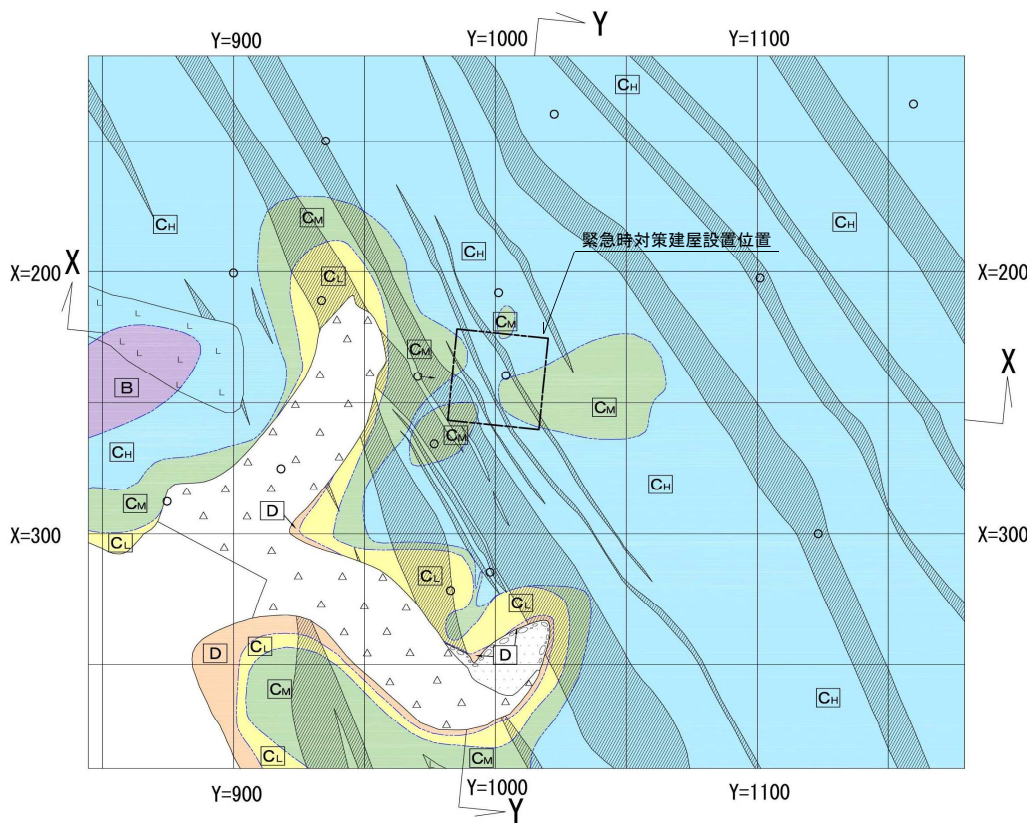 Y
Y=900
Y=1000
Y=1100
CH
CM
CH
CH
CH
緊急時対策建屋設置位置
X=200
X
CL
X=200
CM
CM
B
X
CM
CM
CH
CH
CM
D
X=300
CL
X=300
CL
CL
D
CL
D
CM
CH
CL
CM
Y=900
Y=1000
Y=1100
Y